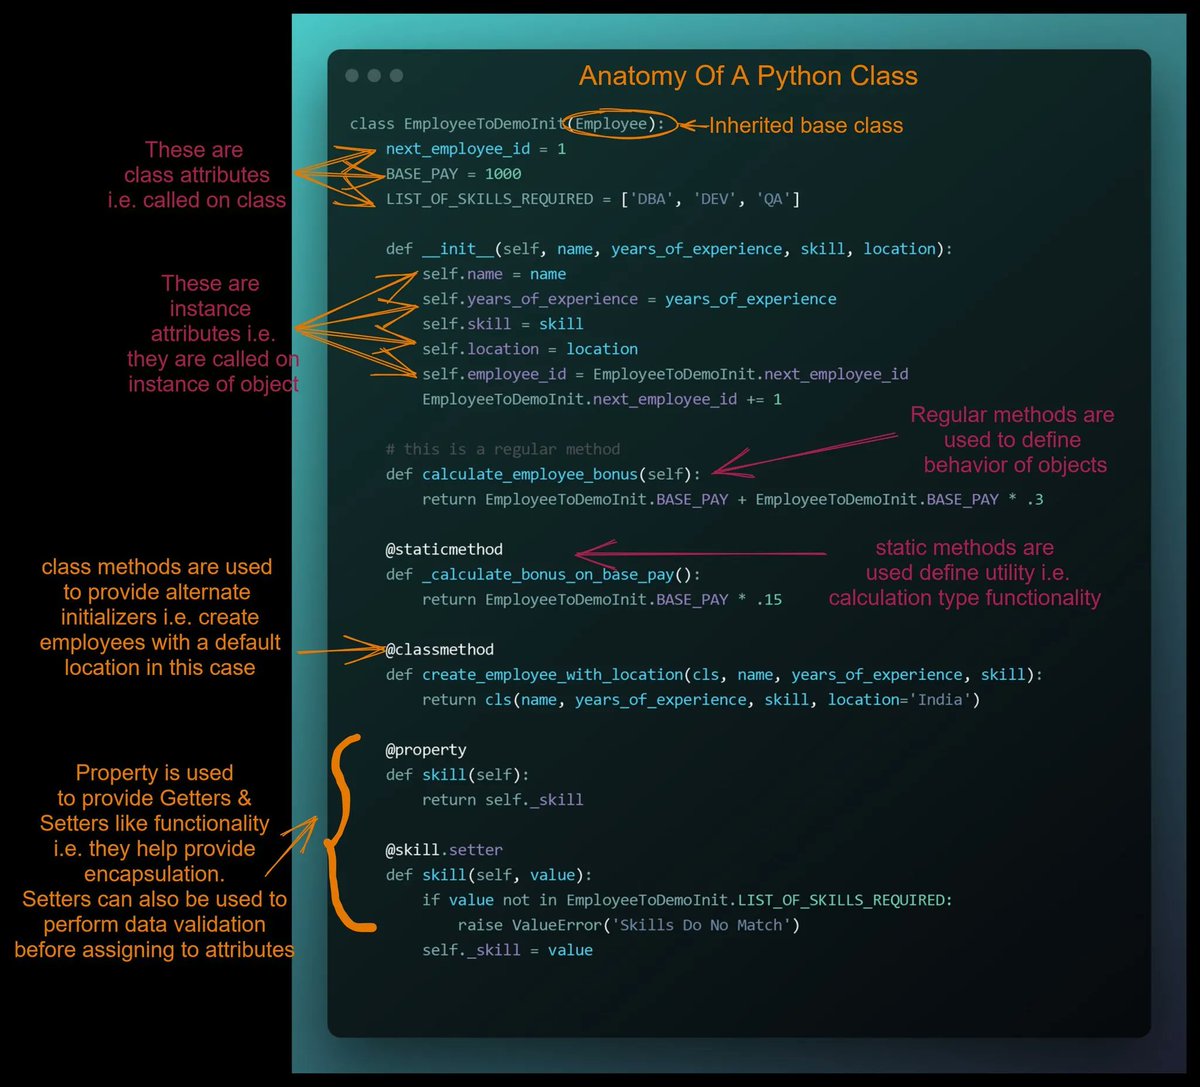 Anatomy Of A Python Class
class EmployeeToDemoInit(Employee):
Inherited base class
These are
class attributes
i.e. called on class
next_employee_id = 1
BASE_PAY = 1000
LIST_OF_SKILLS_REQUIRED = ['DBA', 'DEV', 'QA']
These are
instance
attributes i.e.
they are called on
instance of object
def __init__(self, name, years_of_experience, skill, location):
self.name = name
self.years_of_experience = years_of_experience
self.skill = skill
self.location = location
self.employee_id = EmployeeToDemoInit.next_employee_id
EmployeeToDemoInit.next_employee_id += 1
Regular methods are
used to define
behavior of objects
# this is a regular method
def calculate_employee_bonus(self):
return EmployeeToDemoInit.BASE_PAY + EmployeeToDemoInit.BASE_PAY * .3
static methods are
used define utility i.e.
calculation type functionality
@staticmethod
def _calculate_bonus_on_base_pay():
return EmployeeToDemoInit.BASE_PAY * .15
class methods are used
to provide alternate
initializers i.e. create
employees with a default
location in this case
@classmethod
def create_employee_with_location(cls, name, years_of_experience, skill):
return cls(name, years_of_experience, skill, location='India')
Property is used
to provide Getters &
Setters like functionality
i.e. they help provide
encapsulation.
Setters can also be used to
perform data validation
before assigning to attributes
@property
def skill(self):
return self._skill
@skill.setter
def skill(self, value):
if value not in EmployeeToDemoInit.LIST_OF_SKILLS_REQUIRED:
raise ValueError('Skills Do No Match')
self._skill = value